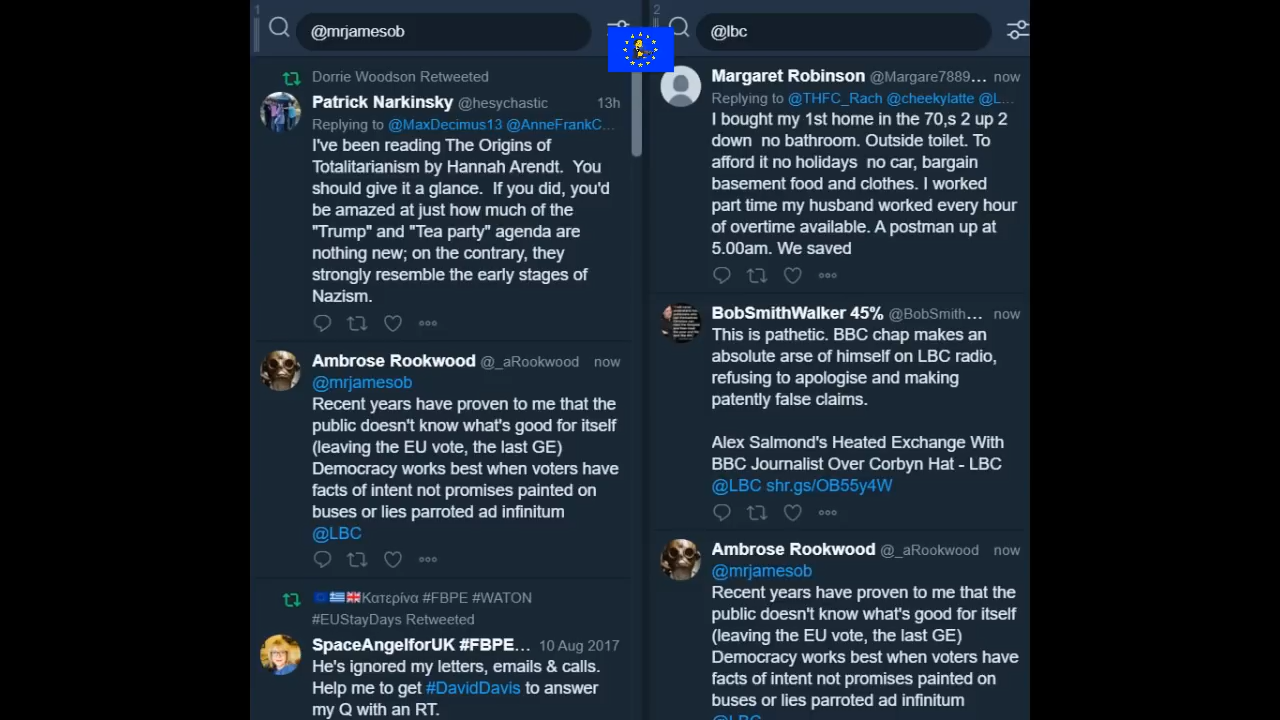 1
@mrjamesob
Dorrie Woodson Retweeted
Patrick Narkinsky @hesychastic 13h
Replying to @MaxDecimus13 @AnneFrankC...
I've been reading The Origins of
Totalitarianism by Hannah Arendt.  You
should give it a glance.  If you did, you'd
be amazed at just how much of the
"Trump" and "Tea party" agenda are
nothing new; on the contrary, they
strongly resemble the early stages of
Nazism.
Ambrose Rookwood @_aRookwood now
@mrjamesob
Recent years have proven to me that the
public doesn't know what's good for itself
(leaving the EU vote, the last GE)
Democracy works best when voters have
facts of intent not promises painted on
buses or lies parroted ad infinitum
@LBC
🇪🇺🇬🇷🇬🇧Κατερίνα #FBPE #WATON
#EUStayDays Retweeted
SpaceAngelforUK #FBPE... 10 Aug 2017
He's ignored my letters, emails & calls.
Help me to get #DavidDavis to answer
my Q with an RT.
2
@lbc
Margaret Robinson @Margare7889... now
Replying to @THFC_Rach @cheekylatte @L...
I bought my 1st home in the 70,s 2 up 2
down  no bathroom. Outside toilet. To
afford it no holidays  no car, bargain
basement food and clothes. I worked
part time my husband worked every hour
of overtime available. A postman up at
5.00am. We saved
BobSmithWalker 45% @BobSmith... now
This is pathetic. BBC chap makes an
absolute arse of himself on LBC radio,
refusing to apologise and making
patently false claims.
Alex Salmond's Heated Exchange With
BBC Journalist Over Corbyn Hat - LBC
@LBC shr.gs/OB55y4W
Ambrose Rookwood @_aRookwood now
@mrjamesob
Recent years have proven to me that the
public doesn't know what's good for itself
(leaving the EU vote, the last GE)
Democracy works best when voters have
facts of intent not promises painted on
buses or lies parroted ad infinitum
@LBC